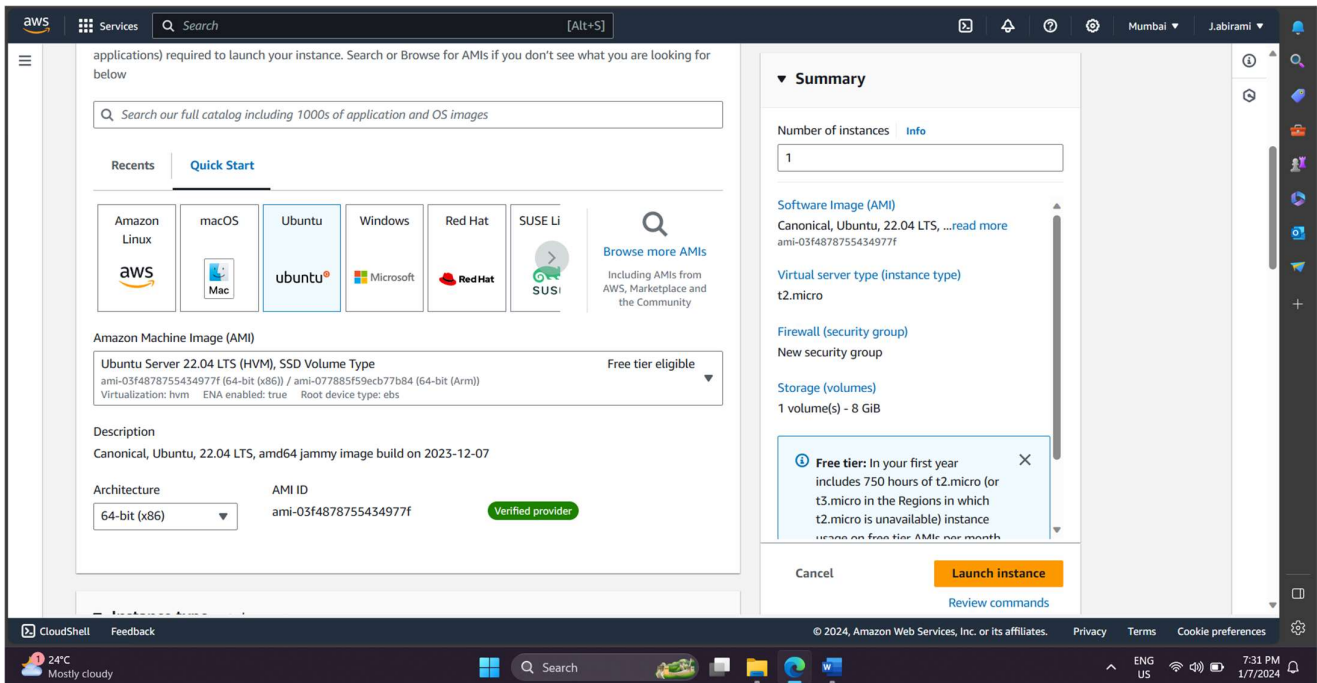 aws
Services
Search
[Alt+S]
Mumbai ▼
J.abirami ▼
applications) required to launch your instance. Search or Browse for AMIs if you don't see what you are looking for
below
Search our full catalog including 1000s of application and OS images
Recents
Quick Start
Amazon
Linux
aws
macOS
Mac
Ubuntu
ubuntu
Windows
Microsoft
Red Hat
Red Hat
SUSE Li
SUS
Browse more AMIs
Including AMIs from
AWS, Marketplace and
the Community
Amazon Machine Image (AMI)
Ubuntu Server 22.04 LTS (HVM), SSD Volume Type
Free tier eligible
ami-03f4878755434977f (64-bit (x86)) / ami-077885f59ecb77b84 (64-bit (Arm))
Virtualization: hvm ENA enabled: true Root device type: ebs
Description
Canonical, Ubuntu, 22.04 LTS, amd64 jammy image build on 2023-12-07
Architecture
AMI ID
64-bit (x86)
ami-03f4878755434977f
Verified provider
▼ Summary
Number of instances
Info
1
Software Image (AMI)
Canonical, Ubuntu, 22.04 LTS, ...read more
ami-03f4878755434977f
Virtual server type (instance type)
t2.micro
Firewall (security group)
New security group
Storage (volumes)
1 volume(s) - 8 GiB
Free tier: In your first year
includes 750 hours of t2.micro (or
t3.micro in the Regions in which
t2.micro is unavailable) instance
usage on free tier AMIs per month
Cancel
Launch instance
Review commands
CloudShell
Feedback
© 2024, Amazon Web Services, Inc. or its affiliates.
Privacy
Terms
Cookie preferences
1
24°C
Mostly cloudy
Search
ENG
US
7:31 PM
1/7/2024